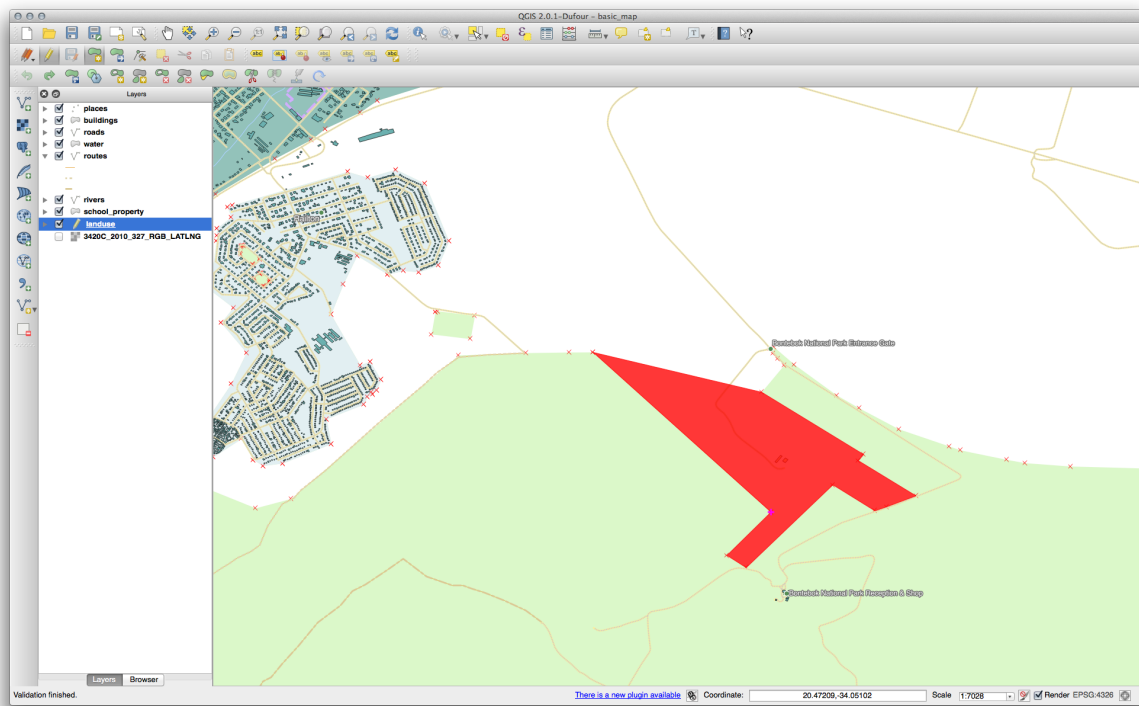 QGIS 2.0.1-Dufour – basic_map
Layers
places
buildings
roads
water
routes
rivers
school_property
landuse
3420C_2010_327_RGB_LATLNG
Railton
Bontebok National Park Entrance Gate
Bontebok National Park Reception & Shop
Layers Browser
Validation finished. There is a new plugin available Coordinate: 20.47209,-34.05102 Scale 1:7028 Render EPSG:4326